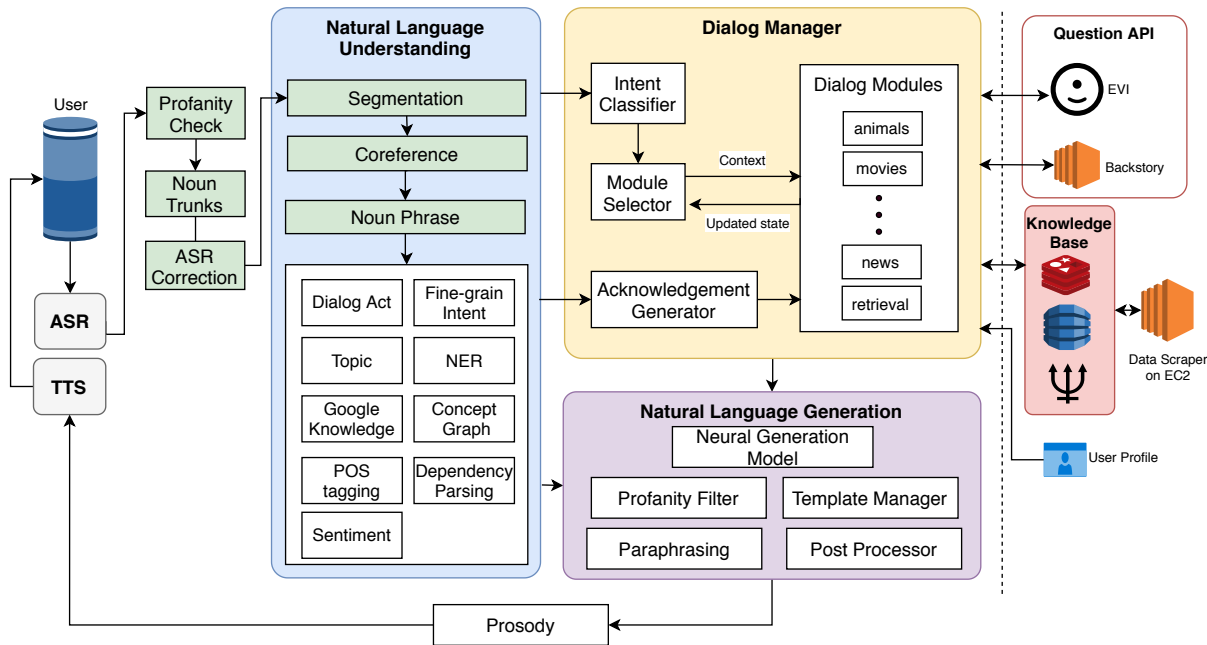 User
ASR
TTS
Profanity
Check
Noun
Trunks
ASR
Correction
Natural Language
Understanding
Segmentation
Coreference
Noun Phrase
Dialog Act
Fine-grain
Intent
Topic
NER
Google
Knowledge
Concept
Graph
POS
tagging
Dependency
Parsing
Sentiment
Dialog Manager
Intent
Classifier
Module
Selector
Context
Updated state
Acknowledgement
Generator
Dialog Modules
animals
movies
news
retrieval
Natural Language Generation
Neural Generation
Model
Profanity Filter
Template Manager
Paraphrasing
Post Processor
Prosody
Question API
EVI
Backstory
Knowledge
Base
Data Scraper
on EC2
User Profile